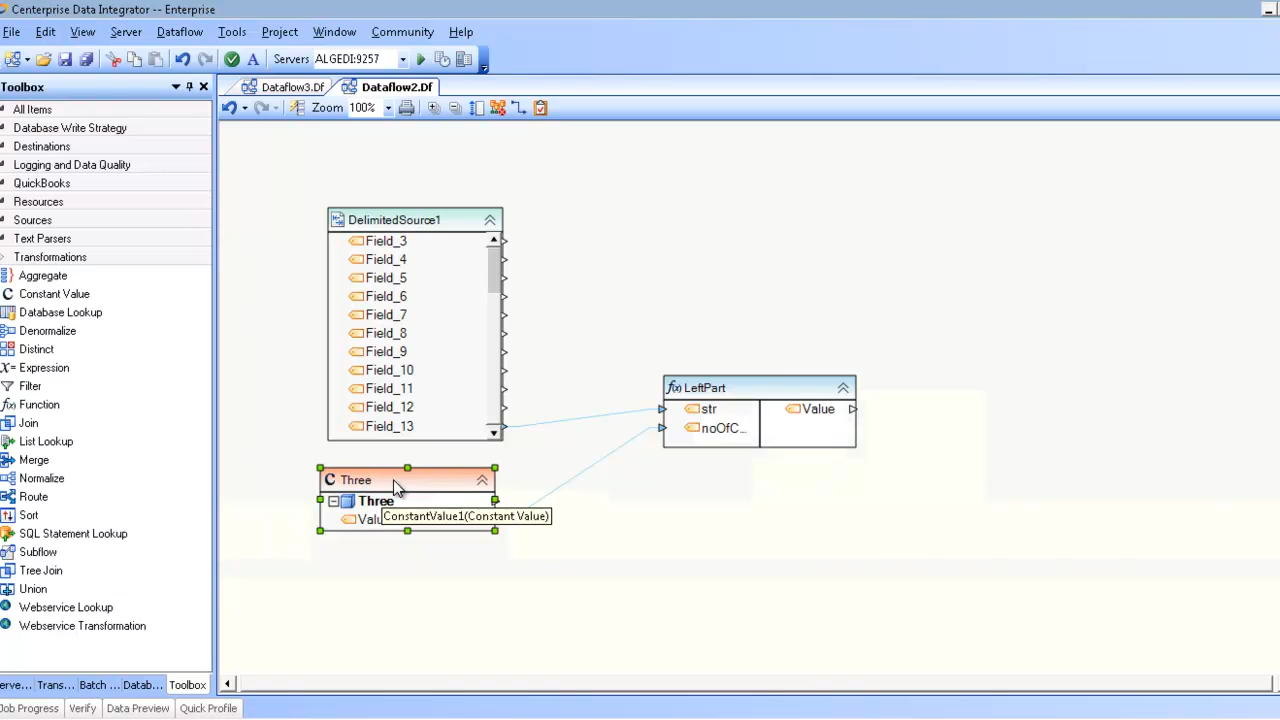 Centerprise Data Integrator -- Enterprise
File Edit View Server Dataflow Tools Project Window Community Help
Servers ALGEDI:9257
Toolbox
Dataflow3.Df Dataflow2.Df
Zoom 100%
All Items
Database Write Strategy
Destinations
Logging and Data Quality
QuickBooks
Resources
Sources
Text Parsers
Transformations
Aggregate
Constant Value
Database Lookup
Denormalize
Distinct
Expression
Filter
Function
Join
List Lookup
Merge
Normalize
Route
Sort
SQL Statement Lookup
Subflow
Tree Join
Union
Webservice Lookup
Webservice Transformation
DelimitedSource1
Field_3
Field_4
Field_5
Field_6
Field_7
Field_8
Field_9
Field_10
Field_11
Field_12
Field_13
Three
Three
ConstantValue1(Constant Value)
LeftPart
str Value
noOfC...
erve... Trans... Batch ... Datab... Toolbox
Job Progress Verify Data Preview Quick Profile